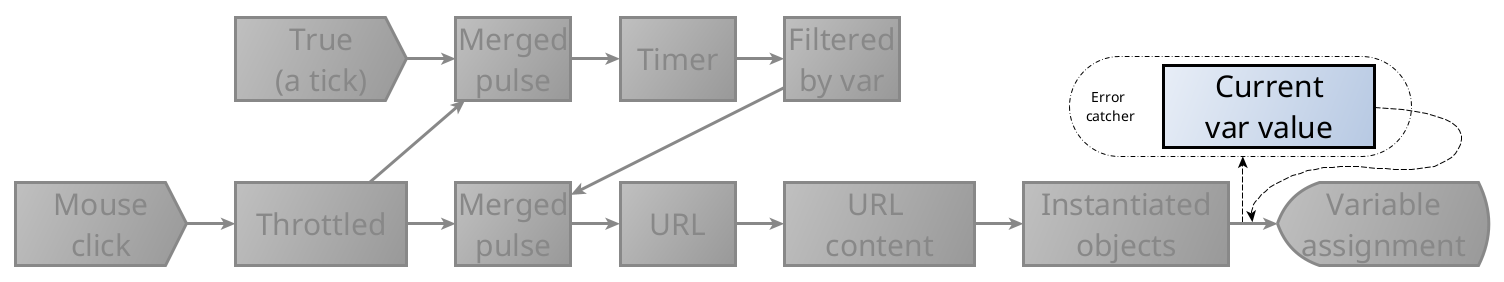 True
(a tick)
Merged
pulse
Timer
Filtered
by var
Error
catcher
Current
var value
Mouse
click
Throttled
Merged
pulse
URL
URL
content
Instantiated
objects
Variable
assignment